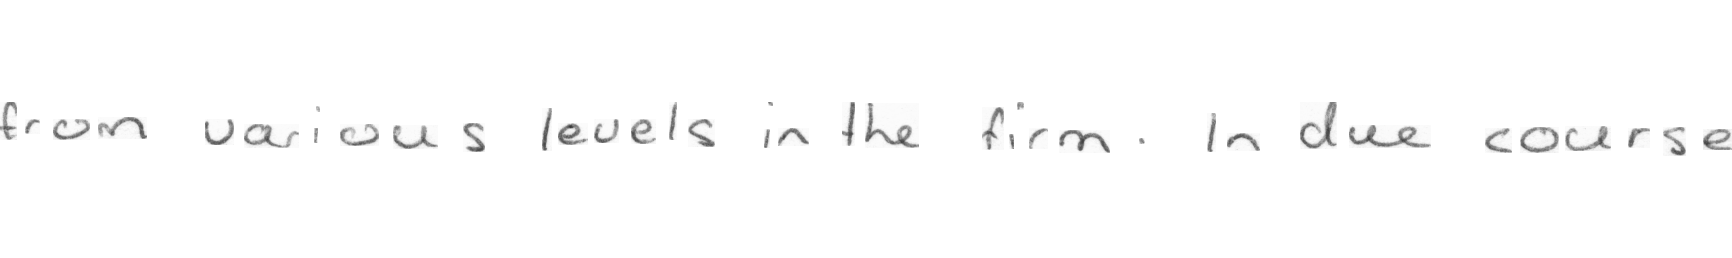 from various levels in the firm. In due course